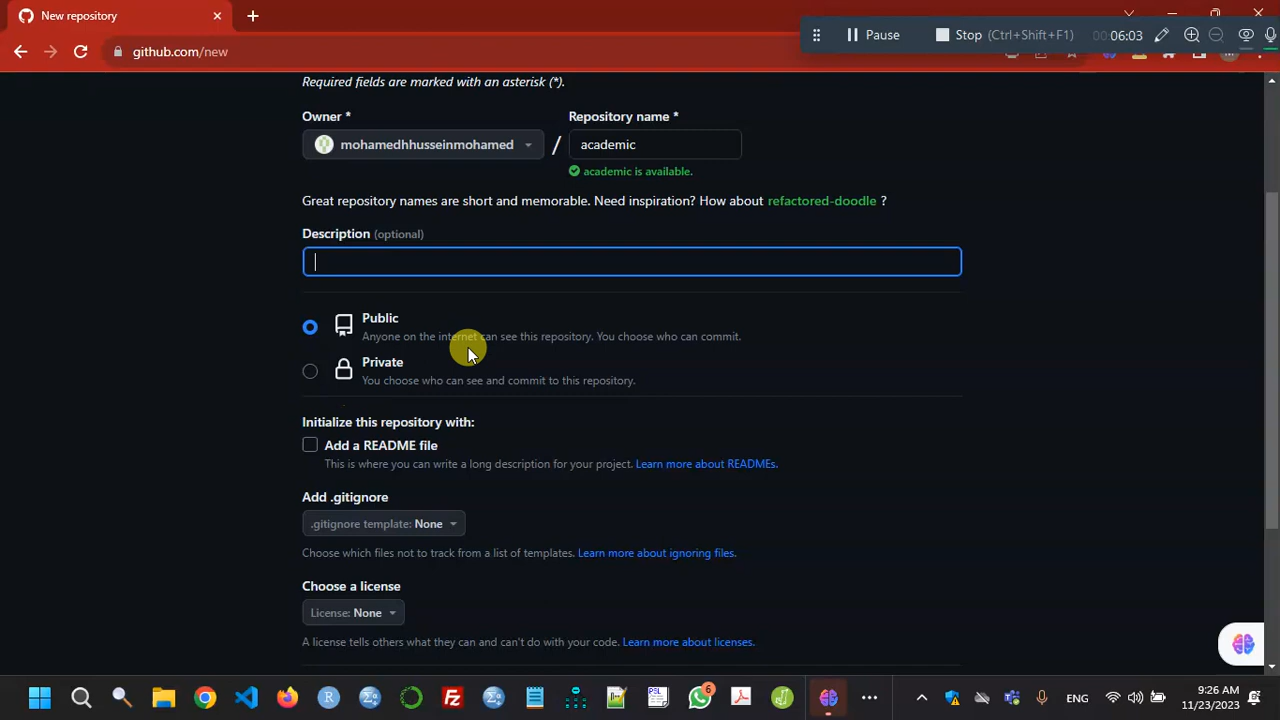 New repository
Pause
Stop (Ctrl+Shift+F1)
00:06:03
github.com/new
Required fields are marked with an asterisk (*).
Owner *
Repository name *
mohamedhhusseinmohamed
/
academic
academic is available.
Great repository names are short and memorable. Need inspiration? How about refactored-doodle ?
Description (optional)
Public
Anyone on the internet can see this repository. You choose who can commit.
Private
You choose who can see and commit to this repository.
Initialize this repository with:
Add a README file
This is where you can write a long description for your project. Learn more about READMEs.
Add .gitignore
.gitignore template: None
Choose which files not to track from a list of templates. Learn more about ignoring files.
Choose a license
License: None
A license tells others what they can and can't do with your code. Learn more about licenses.
R
FZ
PSL
6
ENG
9:26 AM
11/23/2023